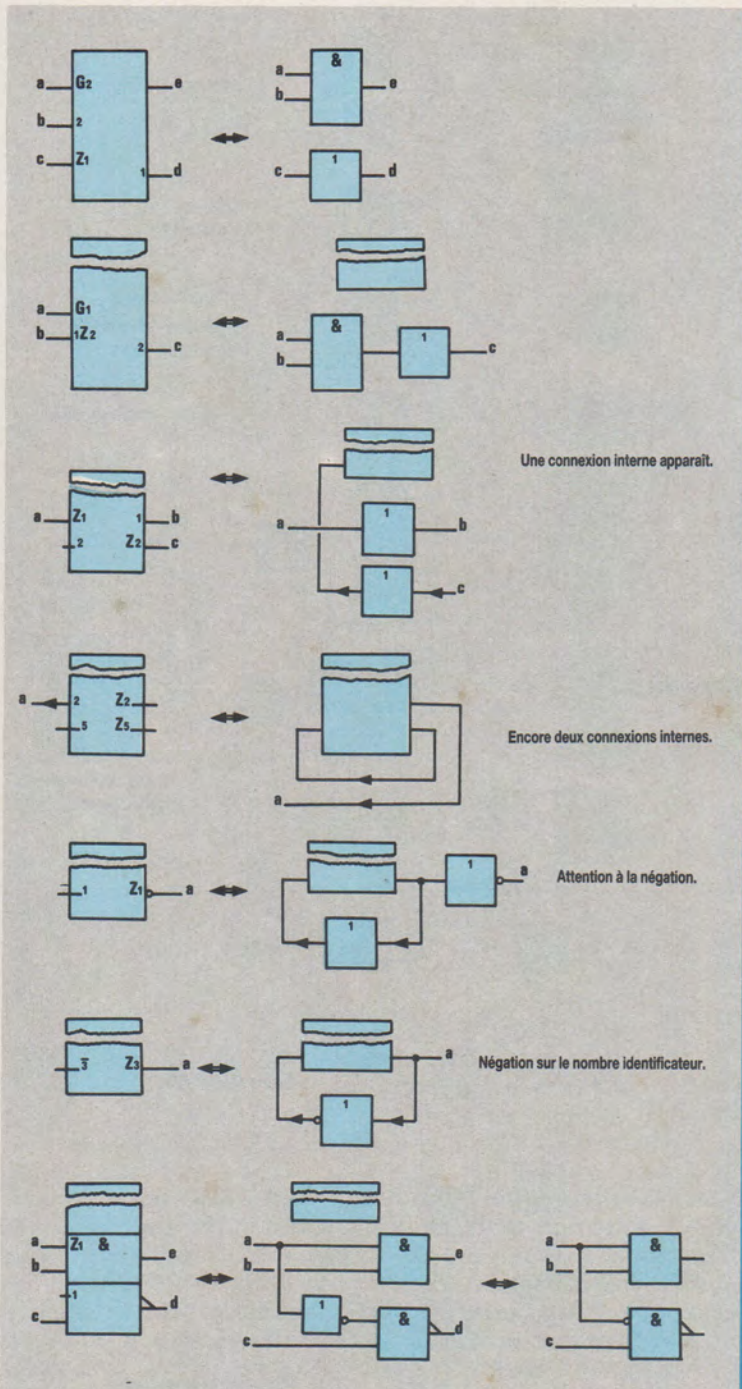 a G2 e
b 2
c Z1 1 d
& a b e
1 c d
a G1
b 1Z2 2 c
& a b 1 c
Une connexion interne apparaît.
a Z1 1 b
2 Z2 c
a 1 b
1 c
a 2 Z2
5 Z5
a
Encore deux connexions internes.
1 Z1 a
1 a
1
Attention à la négation.
3̅ Z3 a
a
1
Négation sur le nombre identificateur.
a Z1 & e
b
1
c d
a & e
b
1 & d
c
a &
b
&
c